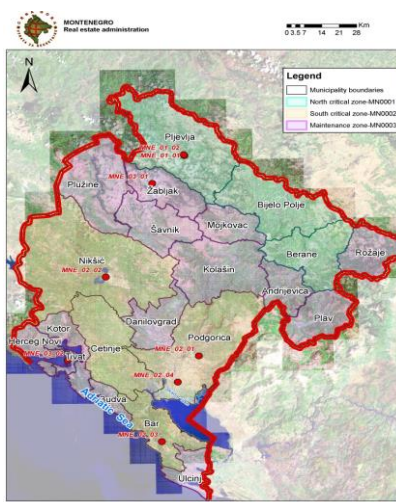 MONTENEGRO
Real estate administration
Km
0 3.5 7 14 21 28
N
Legend
Municipality boundaries
North critical zone-MN0001
South critical zone-MN0002
Maintenance zone-MN0003
Pljevlja
MNE_01_02
MNE_01_01
Plužine
MNE_03_01
Žabljak
Bijelo Polje
Šavnik
Mojkovac
Rožaje
Berane
Nikšić
Kolašin
MNE_02_02
Andrijevica
Plav
Danilovgrad
Kotor
Herceg Novi
Podgorica
Cetinje
MNE_02_01
Tivat
MNE_02_04
Adriatic Sea
Bar
MNE_02_03
Ulcinj